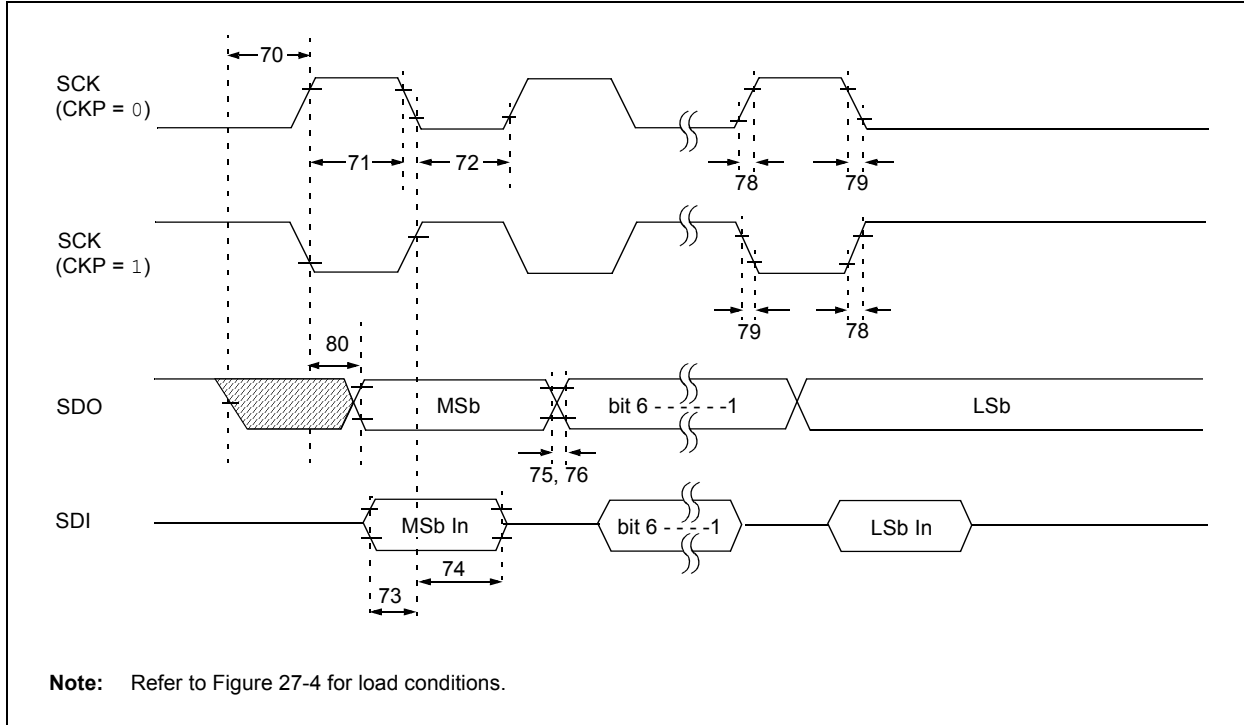 70
SCK
(CKP = 0)
71
72
78
79
SCK
(CKP = 1)
79
78
80
SDO
MSb
bit 6 - - - - - -1
LSb
75, 76
SDI
MSb In
bit 6 - - - -1
LSb In
74
73
Note: Refer to Figure 27-4 for load conditions.